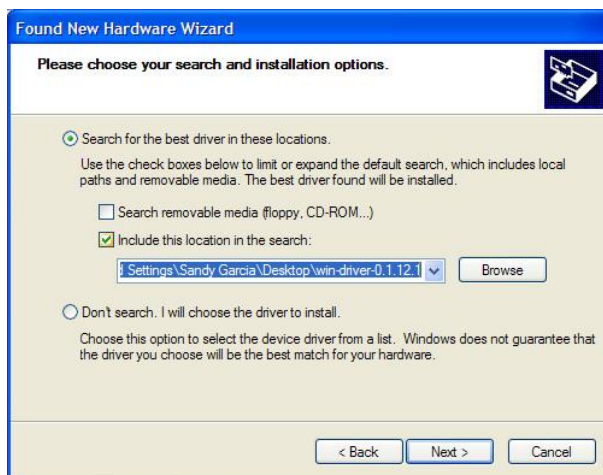 Found New Hardware Wizard
Please choose your search and installation options.
Search for the best driver in these locations.
Use the check boxes below to limit or expand the default search, which includes local
paths and removable media. The best driver found will be installed.
Search removable media (floppy, CD-ROM...)
Include this location in the search:
d Settings\Sandy Garcia\Desktop\win-driver-0.1.12.1
Browse
Don't search. I will choose the driver to install.
Choose this option to select the device driver from a list. Windows does not guarantee that
the driver you choose will be the best match for your hardware.
< Back Next > Cancel